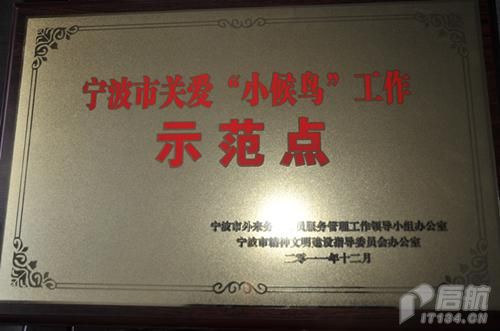 宁波市关爱“小候鸟”工作
示范点
宁波市外来务 员服务管理工作领导小组办公室
宁波市精神文明建设指导委员会办公室
二〇一一年十二月
启航
IT134.CN